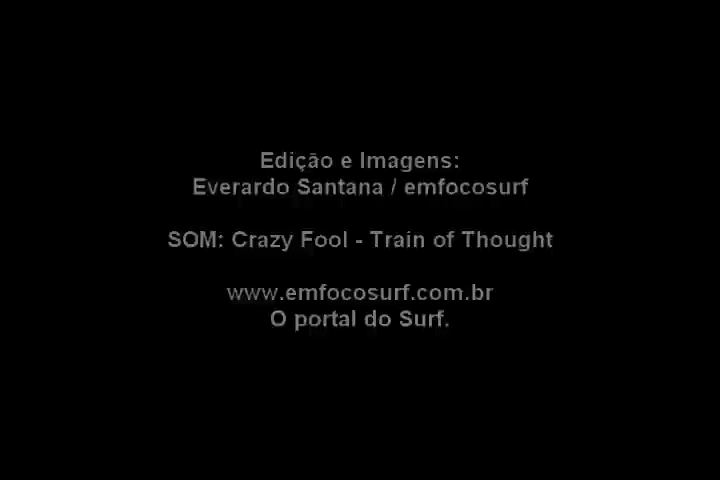 Edição e Imagens:
Everardo Santana / emfocosurf
SOM: Crazy Fool - Train of Thought
www.emfocosurf.com.br
O portal do Surf.